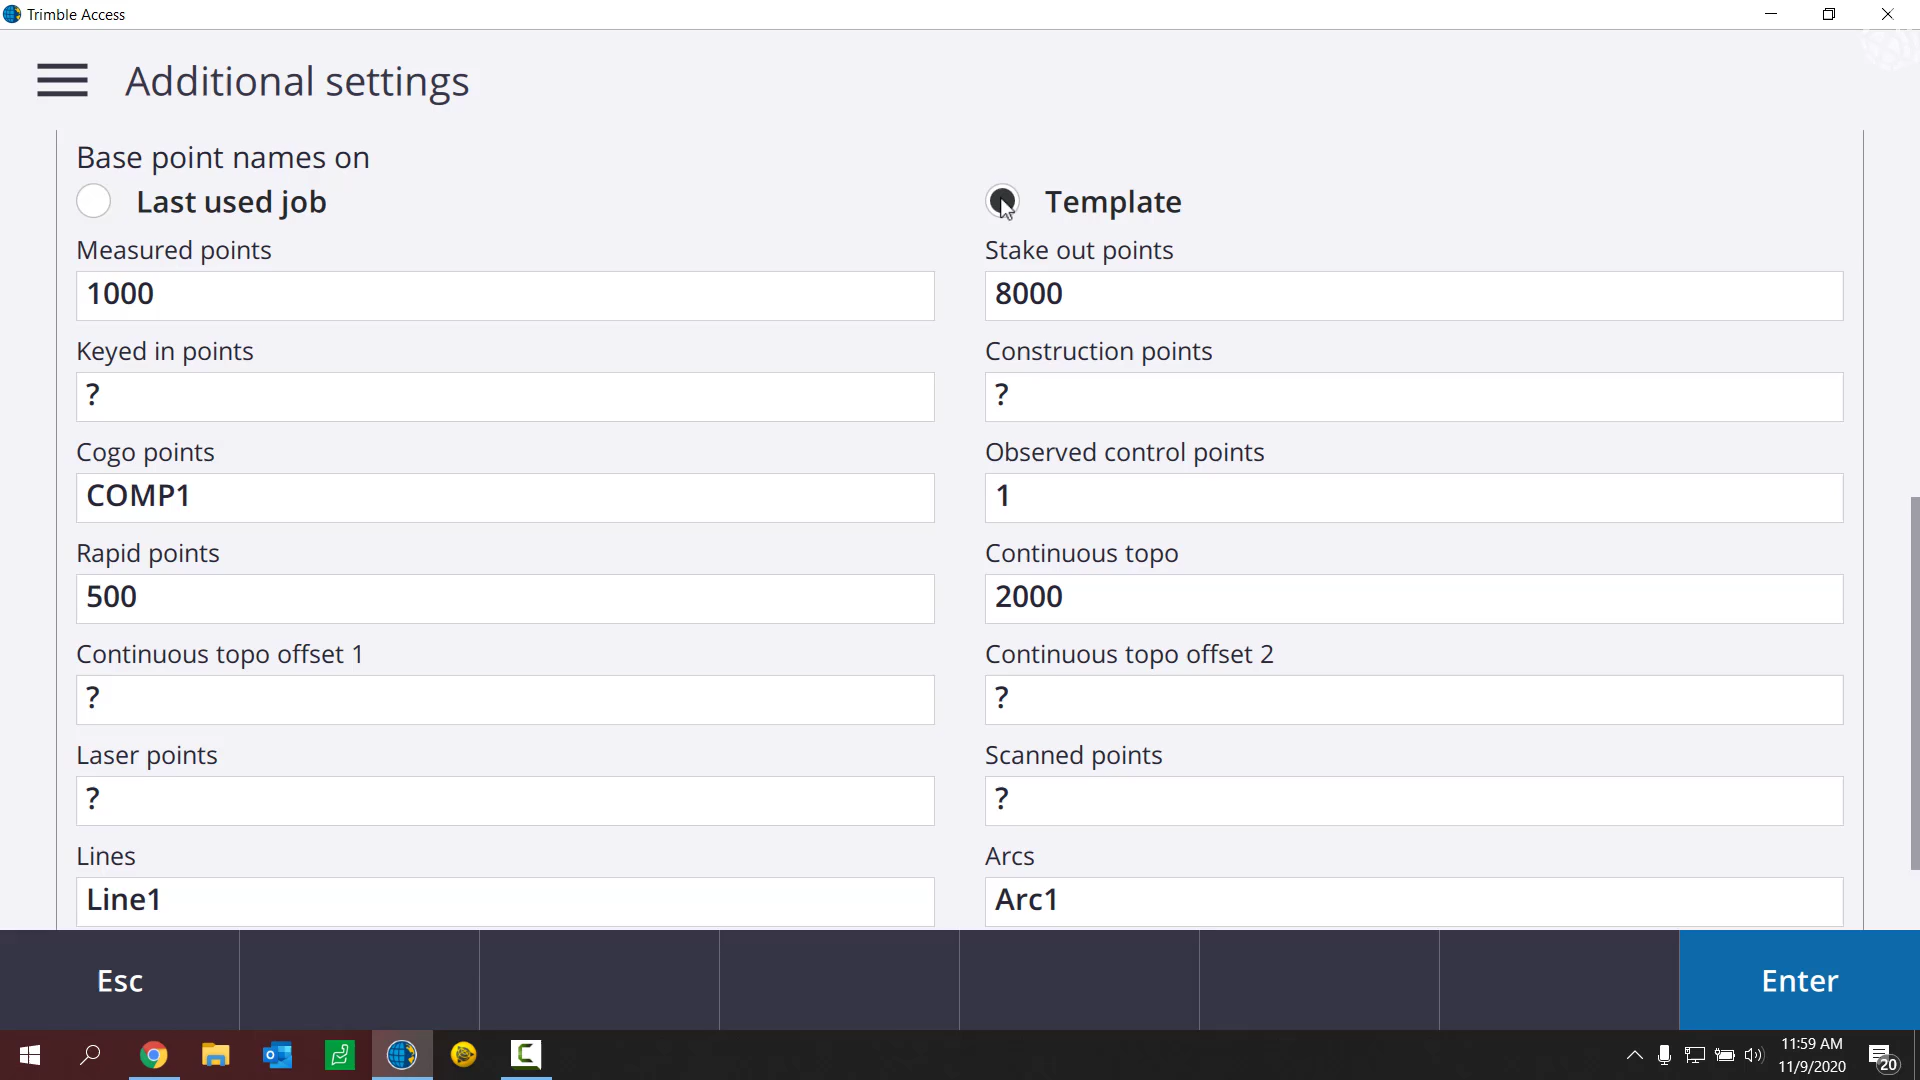 Trimble Access
Additional settings
Base point names on
Last used job
Template
Measured points
Stake out points
1000
8000
Keyed in points
Construction points
?
?
Cogo points
Observed control points
COMP1
1
Rapid points
Continuous topo
500
2000
Continuous topo offset 1
Continuous topo offset 2
?
?
Laser points
Scanned points
?
?
Lines
Arcs
Line1
Arc1
Esc
Enter
11:59 AM
11/9/2020
20